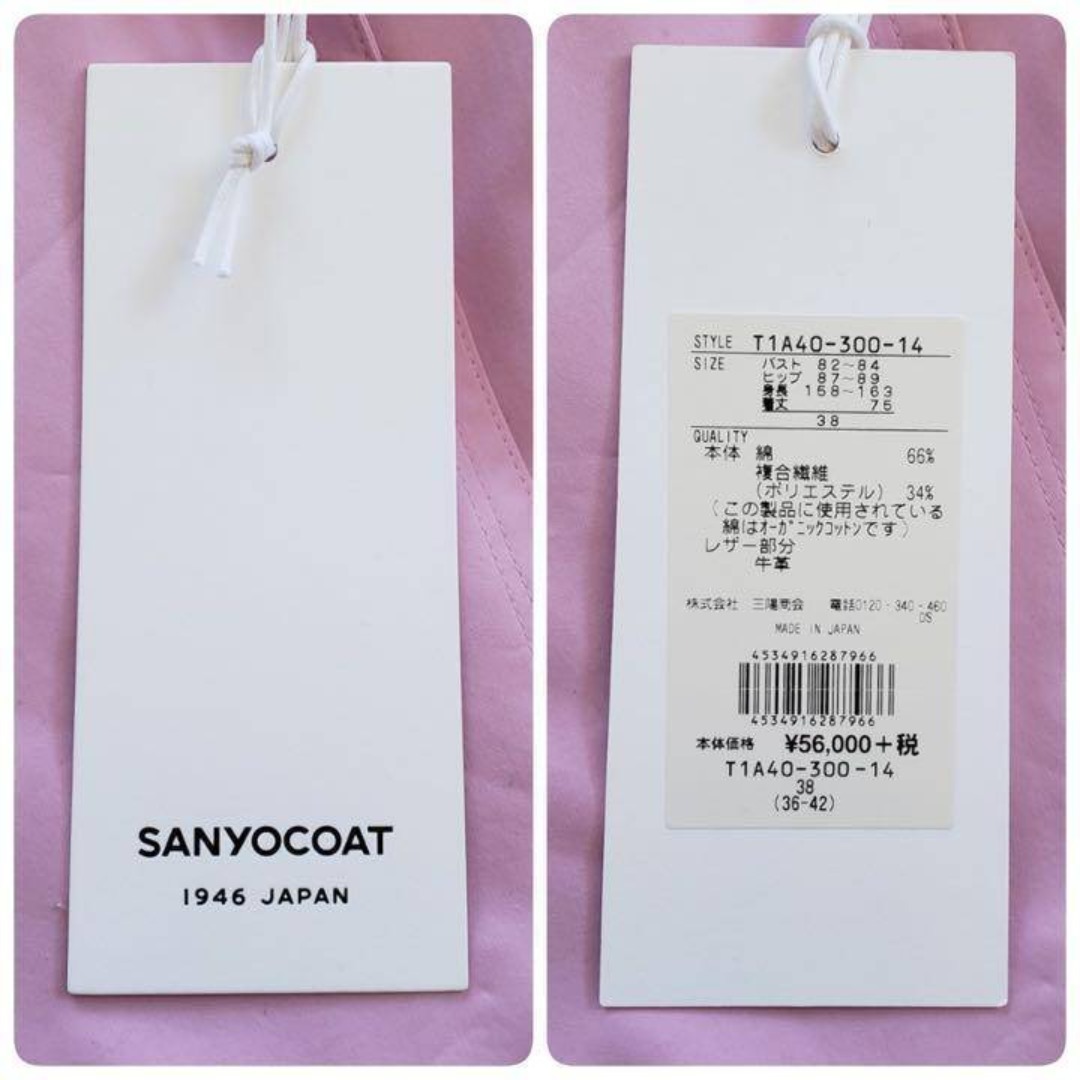 SANYOCOAT
1946 JAPAN
STYLE T1A40-300-14
SIZE バスト 82~84
ヒップ 87~89
身長 158~163
着丈 75
38
QUALITY
本体 綿 66%
複合繊維
(ポリエステル) 34%
(この製品に使用されている
綿はオーガニックコットンです)
レザー部分
牛革
株式会社 三陽商会 電話0120-340-460
DS
MADE IN JAPAN
4534916287966
4534916287966
本体価格 ¥56,000+税
T1A40-300-14
38
(36-42)